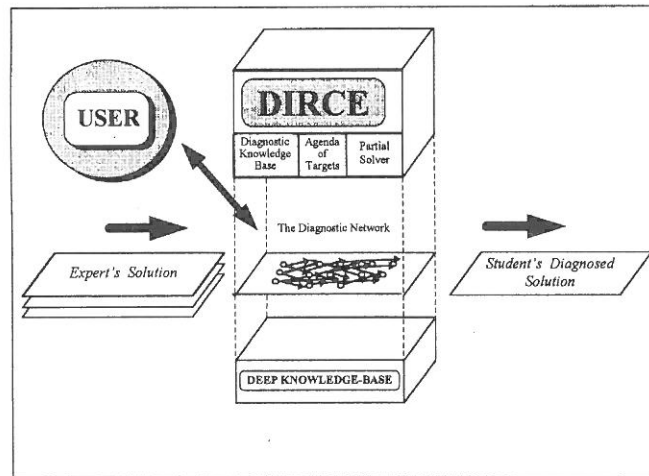 USER
DIRCE
Diagnostic
Knowledge
Base
Agenda
of
Targets
Partial
Solver
The Diagnostic Network
Expert's Solution
Student's Diagnosed
Solution
DEEP KNOWLEDGE-BASE